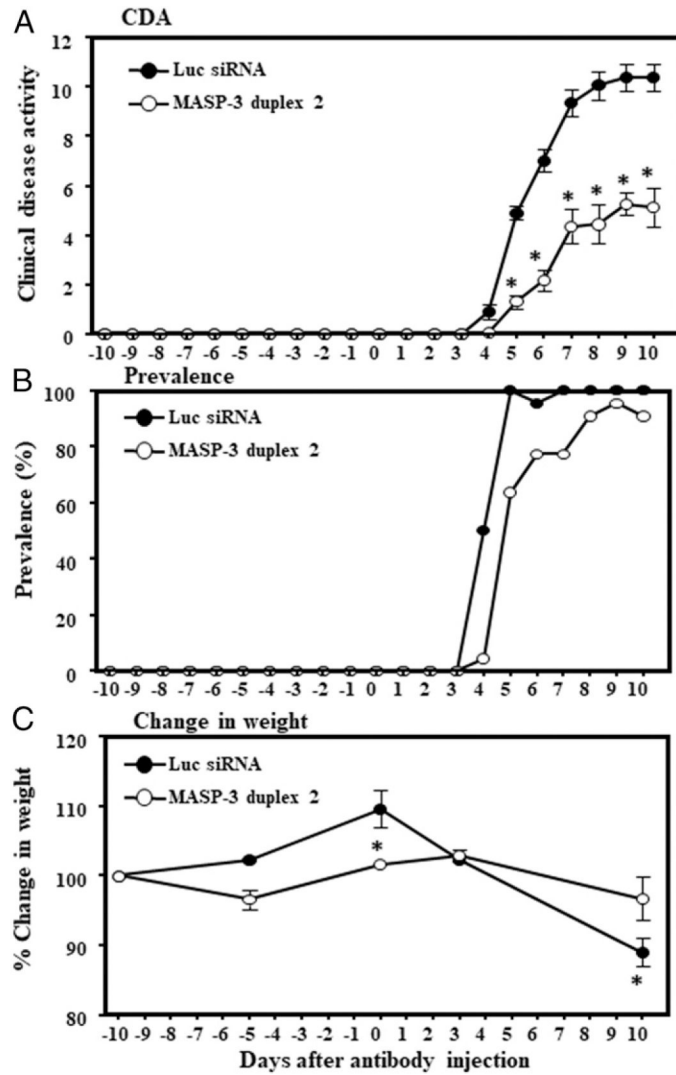 A
CDA
12
10
8
6
4
2
0
Clinical disease activity
Luc siRNA
MASP-3 duplex 2
* * * * * *
-10 -9 -8 -7 -6 -5 -4 -3 -2 -1 0 1 2 3 4 5 6 7 8 9 10
B
Prevalence
100
80
60
40
20
0
Prevalence (%)
Luc siRNA
MASP-3 duplex 2
-10 -9 -8 -7 -6 -5 -4 -3 -2 -1 0 1 2 3 4 5 6 7 8 9 10
C
Change in weight
120
110
100
90
80
% Change in weight
Luc siRNA
MASP-3 duplex 2
*
*
-10 -9 -8 -7 -6 -5 -4 -3 -2 -1 0 1 2 3 4 5 6 7 8 9 10
Days after antibody injection